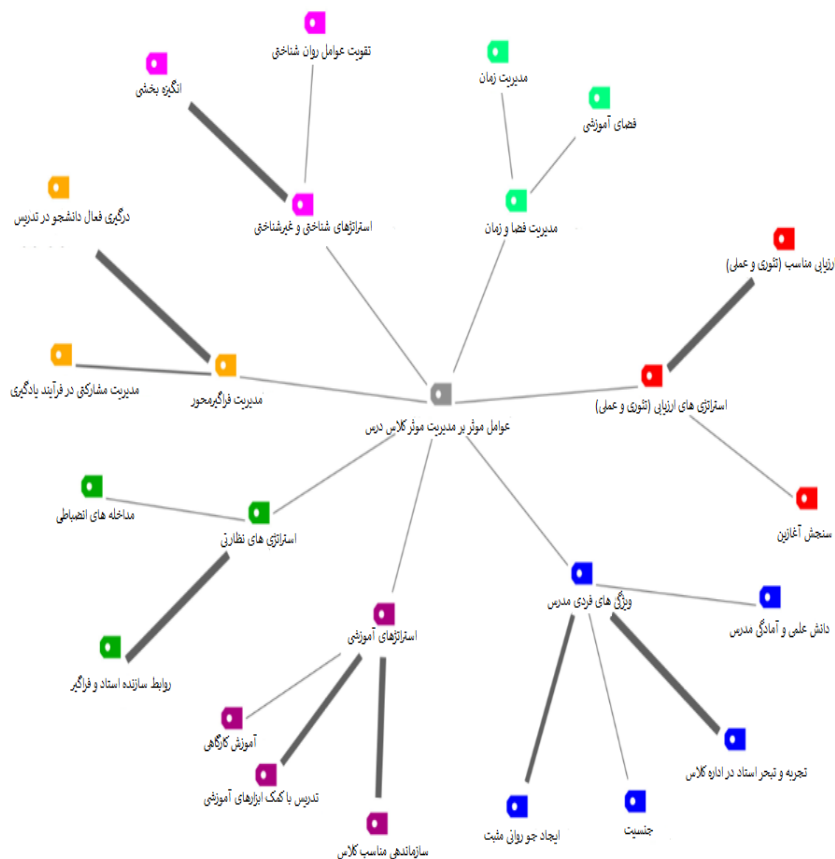 تقویت عوامل روان شناختی
انگیزه بخشی
مدیریت زمان
فضای آموزشی
درگیری فعال دانشجو در تدریس
استراتژهای شناختی و غیرشناختی
مدیریت فضا و زمان
ارزیابی مناسب (تئوری و عملی)
مدیریت مشارکتی در فرآیند یادگیری
مدیریت فراگیرمحور
عوامل موثر بر مدیریت موثر کلاس درس
استراتژی های ارزیابی (تئوری و عملی)
مداخله های انضباطی
استراتژی های نظارتی
سنجش آغازین
ویژگی های فردی مدرس
دانش علمی و آمادگی مدرس
استراتژهای آموزشی
روابط سازنده استاد و فراگیر
آموزش کارگاهی
تدریس با کمک ابزارهای آموزشی
سازماندهی مناسب کلاس
ایجاد جو روانی مثبت
جنسیت
تجربه و تبحر استاد در اداره کلاس